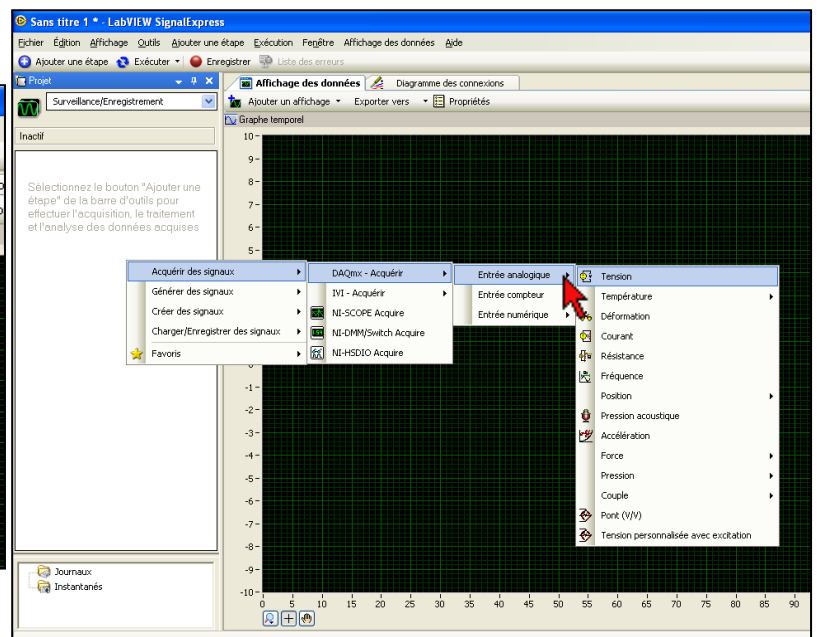 Sans titre 1 * - LabVIEW SignalExpress
Fichier Édition Affichage Outils Ajouter une étape Exécution Fenêtre Affichage des données Aide
Ajouter une étape Exécuter Enregistrer Liste des erreurs
Projet
Surveillance/Enregistrement
Inactif
Sélectionnez le bouton "Ajouter une
étape" de la barre d'outils pour
effectuer l'acquisition, le traitement
et l'analyse des données acquises
Affichage des données Diagramme des connexions
Ajouter un affichage Exporter vers Propriétés
Graphe temporel
10
9
8
7
6
5
Acquérir des signaux
Générer des signaux
Créer des signaux
Charger/Enregistrer des signaux
Favoris
DAQmx - Acquérir
IVI - Acquérir
NI-SCOPE Acquire
NI-DMM/Switch Acquire
NI-HSDIO Acquire
Entrée analogique
Entrée compteur
Entrée numérique
Tension
Température
Déformation
Courant
Résistance
Fréquence
Position
Pression acoustique
Accélération
Force
Pression
Couple
Pont (V/V)
Tension personnalisée avec excitation
-1
-2
-3
-4
-5
-6
-7
-8
-9
-10
0 5 10 15 20 25 30 35 40 45 50 55 60 65 70 75 80 85 90
Journaux
Instantanés